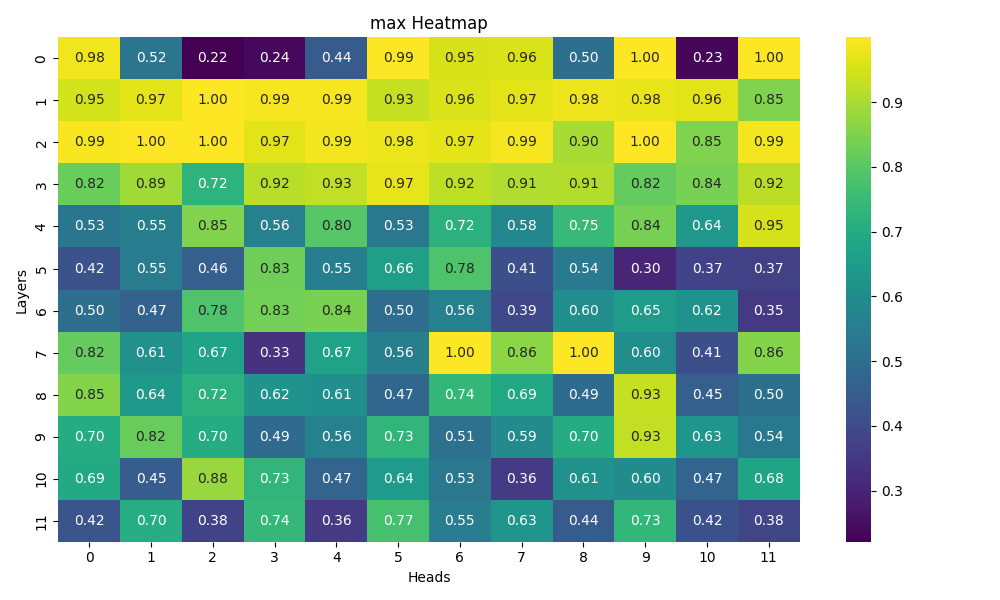 max Heatmap
0 0.98 0.52 0.22 0.24 0.44 0.99 0.95 0.96 0.50 1.00 0.23 1.00
1 0.95 0.97 1.00 0.99 0.99 0.93 0.96 0.97 0.98 0.98 0.96 0.85
2 0.99 1.00 1.00 0.97 0.99 0.98 0.97 0.99 0.90 1.00 0.85 0.99
3 0.82 0.89 0.72 0.92 0.93 0.97 0.92 0.91 0.91 0.82 0.84 0.92
4 0.53 0.55 0.85 0.56 0.80 0.53 0.72 0.58 0.75 0.84 0.64 0.95
5 0.42 0.55 0.46 0.83 0.55 0.66 0.78 0.41 0.54 0.30 0.37 0.37
6 0.50 0.47 0.78 0.83 0.84 0.50 0.56 0.39 0.60 0.65 0.62 0.35
7 0.82 0.61 0.67 0.33 0.67 0.56 1.00 0.86 1.00 0.60 0.41 0.86
8 0.85 0.64 0.72 0.62 0.61 0.47 0.74 0.69 0.49 0.93 0.45 0.50
9 0.70 0.82 0.70 0.49 0.56 0.73 0.51 0.59 0.70 0.93 0.63 0.54
10 0.69 0.45 0.88 0.73 0.47 0.64 0.53 0.36 0.61 0.60 0.47 0.68
11 0.42 0.70 0.38 0.74 0.36 0.77 0.55 0.63 0.44 0.73 0.42 0.38
0 1 2 3 4 5 6 7 8 9 10 11
Heads
Layers
0.9
0.8
0.7
0.6
0.5
0.4
0.3